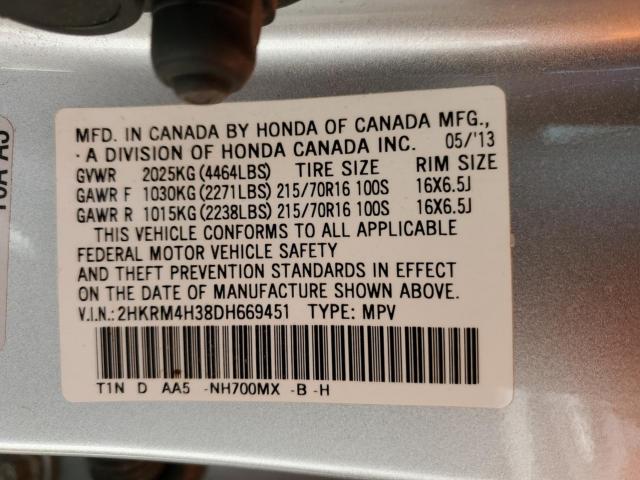 MFD. IN CANADA BY HONDA OF CANADA MFG.,
· A DIVISION OF HONDA CANADA INC. 05/'13
GVWR 2025KG (4464LBS) TIRE SIZE RIM SIZE
GAWR F 1030KG (2271LBS) 215/70R16 100S 16X6.5J
GAWR R 1015KG (2238LBS) 215/70R16 100S 16X6.5J
THIS VEHICLE CONFORMS TO ALL APPLICABLE
FEDERAL MOTOR VEHICLE SAFETY
AND THEFT PREVENTION STANDARDS IN EFFECT
ON THE DATE OF MANUFACTURE SHOWN ABOVE.
V.I.N.: 2HKRM4H38DH669451 TYPE: MPV
T1N D AA5 -NH700MX -B -H